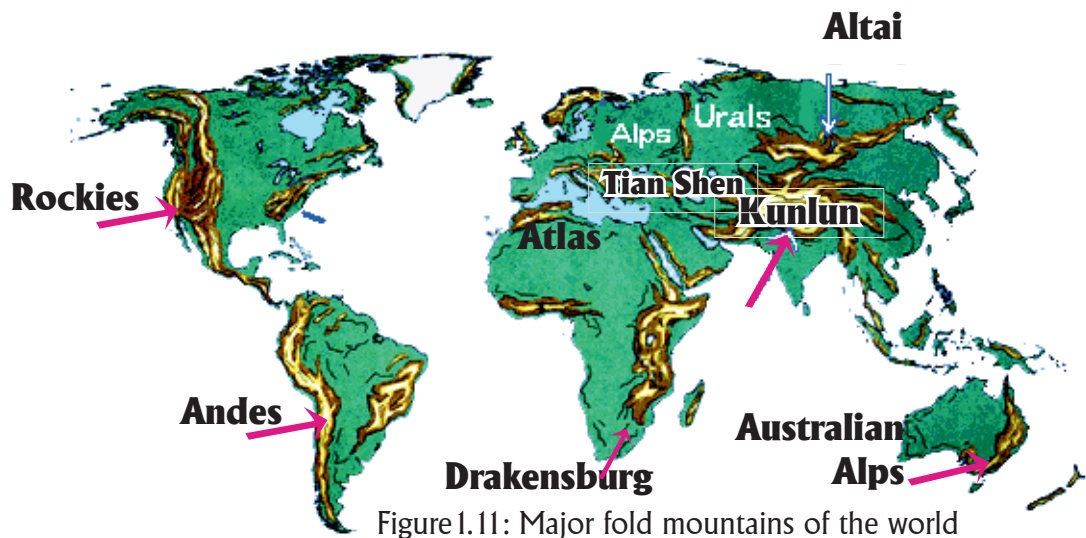 Altai
Urals
Alps
Tian Shen
Rockies
Kunlun
Atlas
Andes
Australian
Alps
Drakensburg
Figure1.11: Major fold mountains of the world